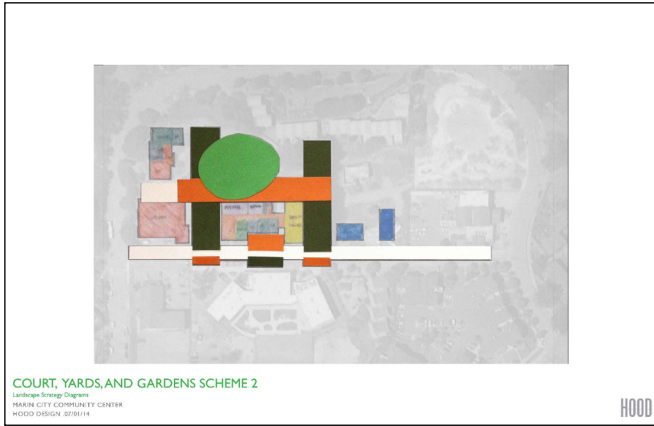 COURT, YARDS, AND GARDENS SCHEME 2
Landscape Strategy Diagrams
MARIN CITY COMMUNITY CENTER
HOOD DESIGN .07/01/14
HOOD